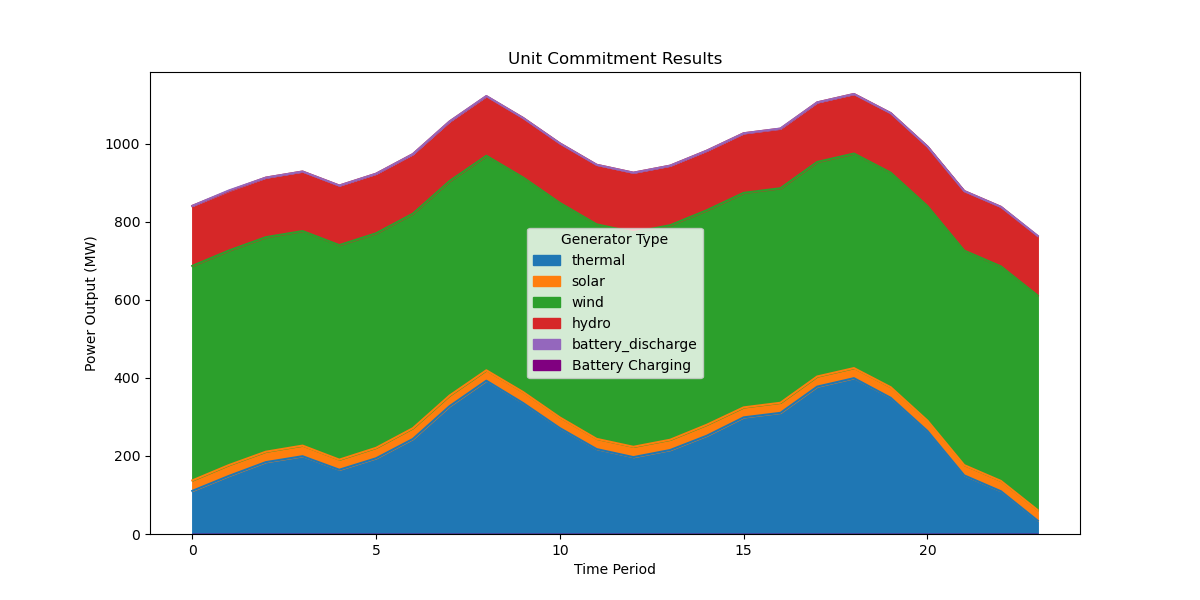 Unit Commitment Results
Power Output (MW)
1000
800
600
400
200
0
Generator Type
thermal
solar
wind
hydro
battery_discharge
Battery Charging
0 5 10 15 20
Time Period